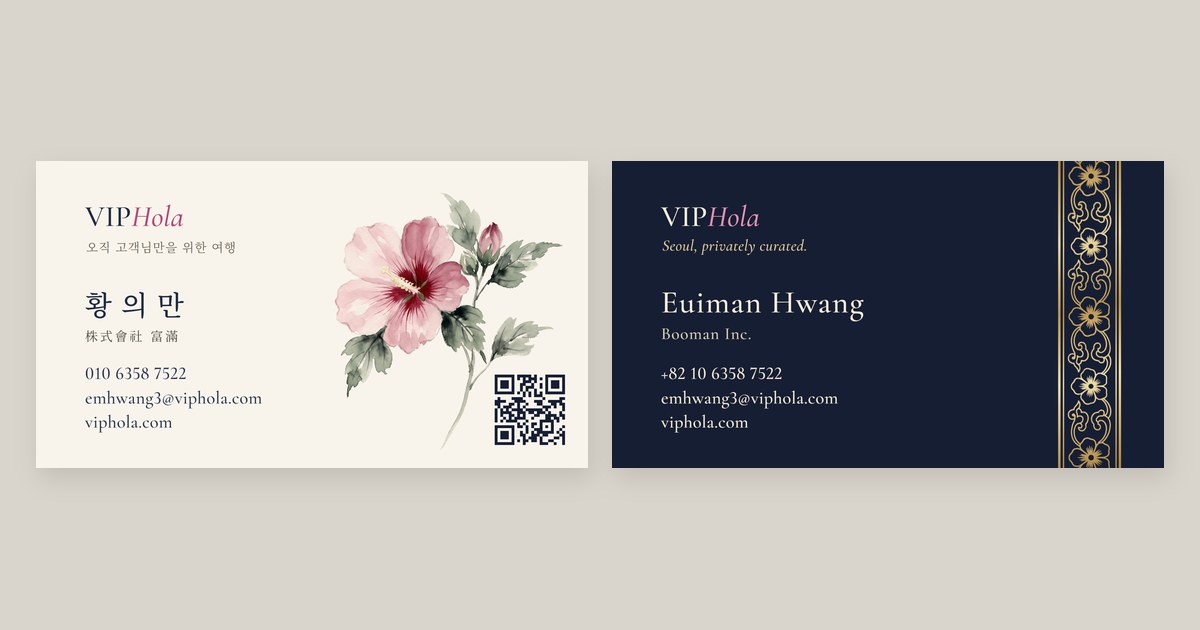 VIPHola
오직 고객님만을 위한 여행
황 의 만
株式會社 富滿
010 6358 7522
emhwang3@viphola.com
viphola.com
VIPHola
Seoul, privately curated.
Euiman Hwang
Booman Inc.
+82 10 6358 7522
emhwang3@viphola.com
viphola.com